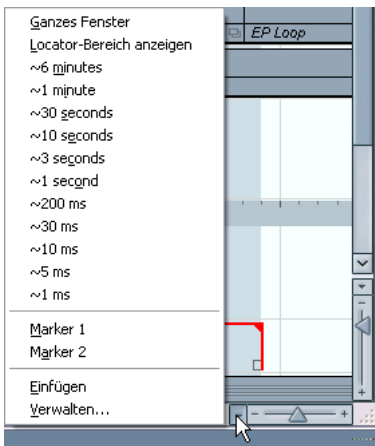 Ganzes Fenster
EP Loop
Locator-Bereich anzeigen
~6 minutes
~1 minute
~30 seconds
~10 seconds
~3 seconds
~1 second
~200 ms
~30 ms
~10 ms
~5 ms
~1 ms
Marker 1
Marker 2
Einfügen
Verwalten...